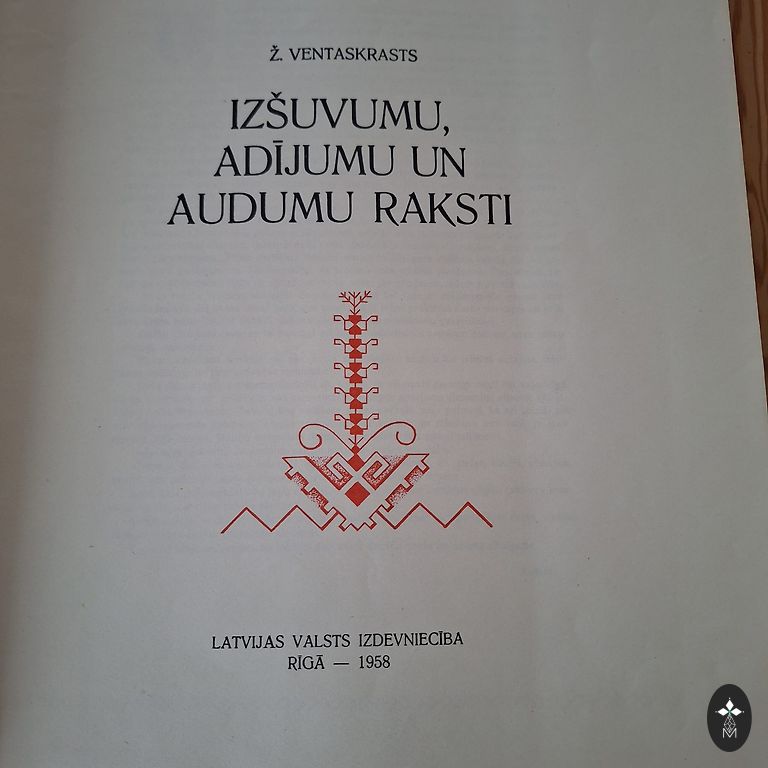 Ž. VENTASKRASTS
IZŠUVUMU,
ADĪJUMU UN
AUDUMU RAKSTI
LATVIJAS VALSTS IZDEVNIECĪBA
RĪGĀ — 1958